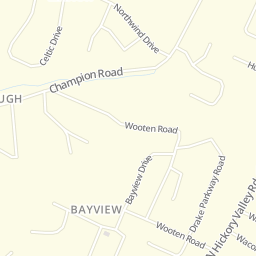 Northwind Drive
Celtic Drive
Champion Road
UGH
Wooten Road
Bayview Drive
Drake Parkway Road
N Hickory Valley Rd
BAYVIEW
Wooten Road